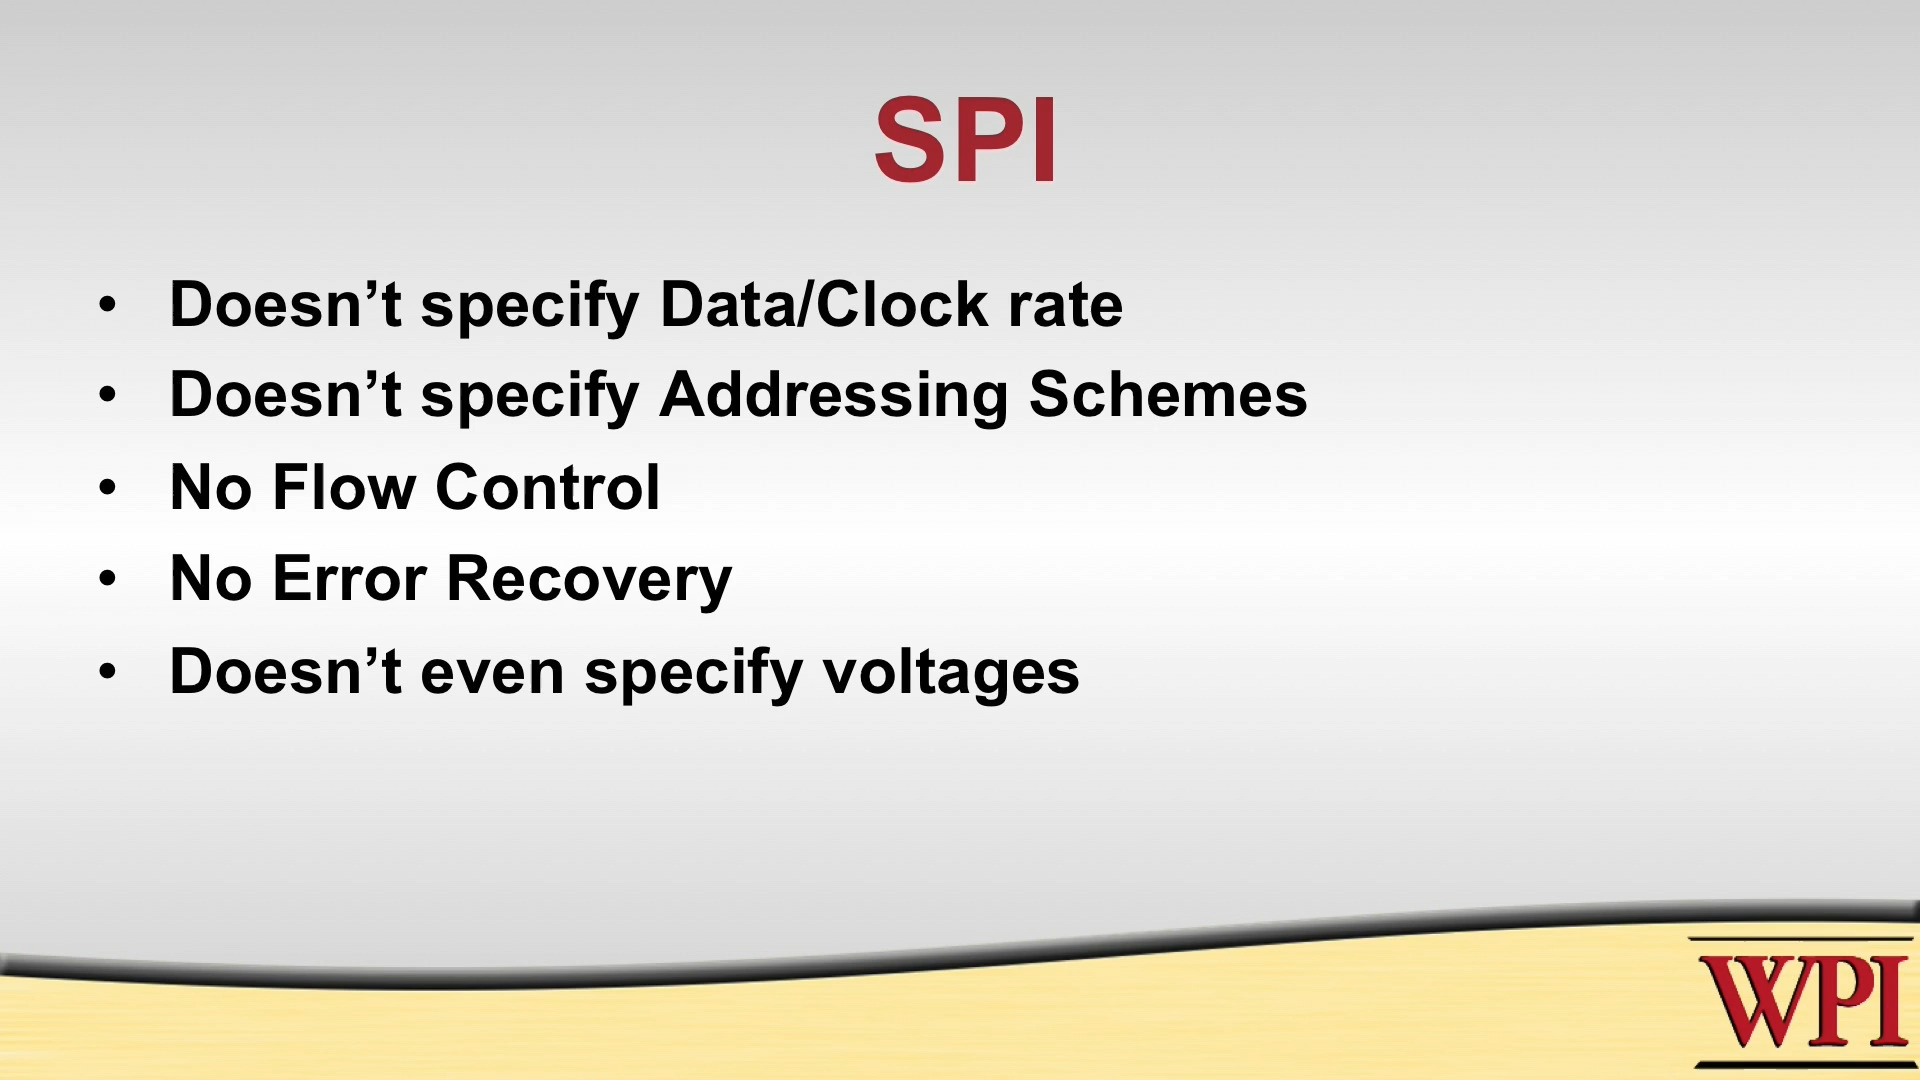 SPI
• Doesn’t specify Data/Clock rate
• Doesn’t specify Addressing Schemes
• No Flow Control
• No Error Recovery
• Doesn’t even specify voltages
WPI